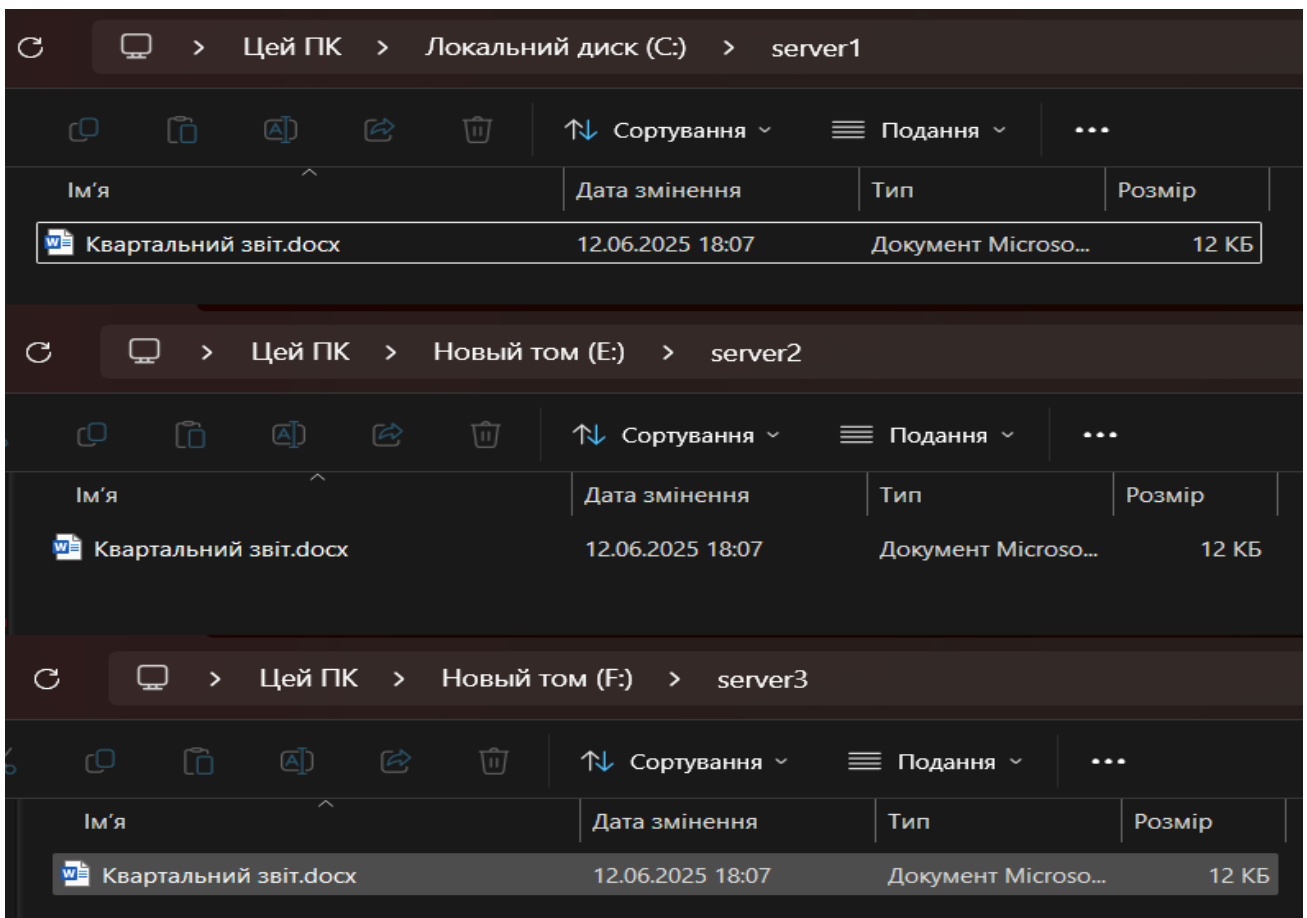 Цей ПК > Локальний диск (C:) > server1
Сортування Подання •••
Ім’я Дата змінення Тип Розмір
Квартальний звіт.docx 12.06.2025 18:07 Документ Microso... 12 КБ
Цей ПК > Новый том (E:) > server2
Сортування Подання •••
Ім’я Дата змінення Тип Розмір
Квартальний звіт.docx 12.06.2025 18:07 Документ Microso... 12 КБ
Цей ПК > Новый том (F:) > server3
Сортування Подання •••
Ім’я Дата змінення Тип Розмір
Квартальний звіт.docx 12.06.2025 18:07 Документ Microso... 12 КБ